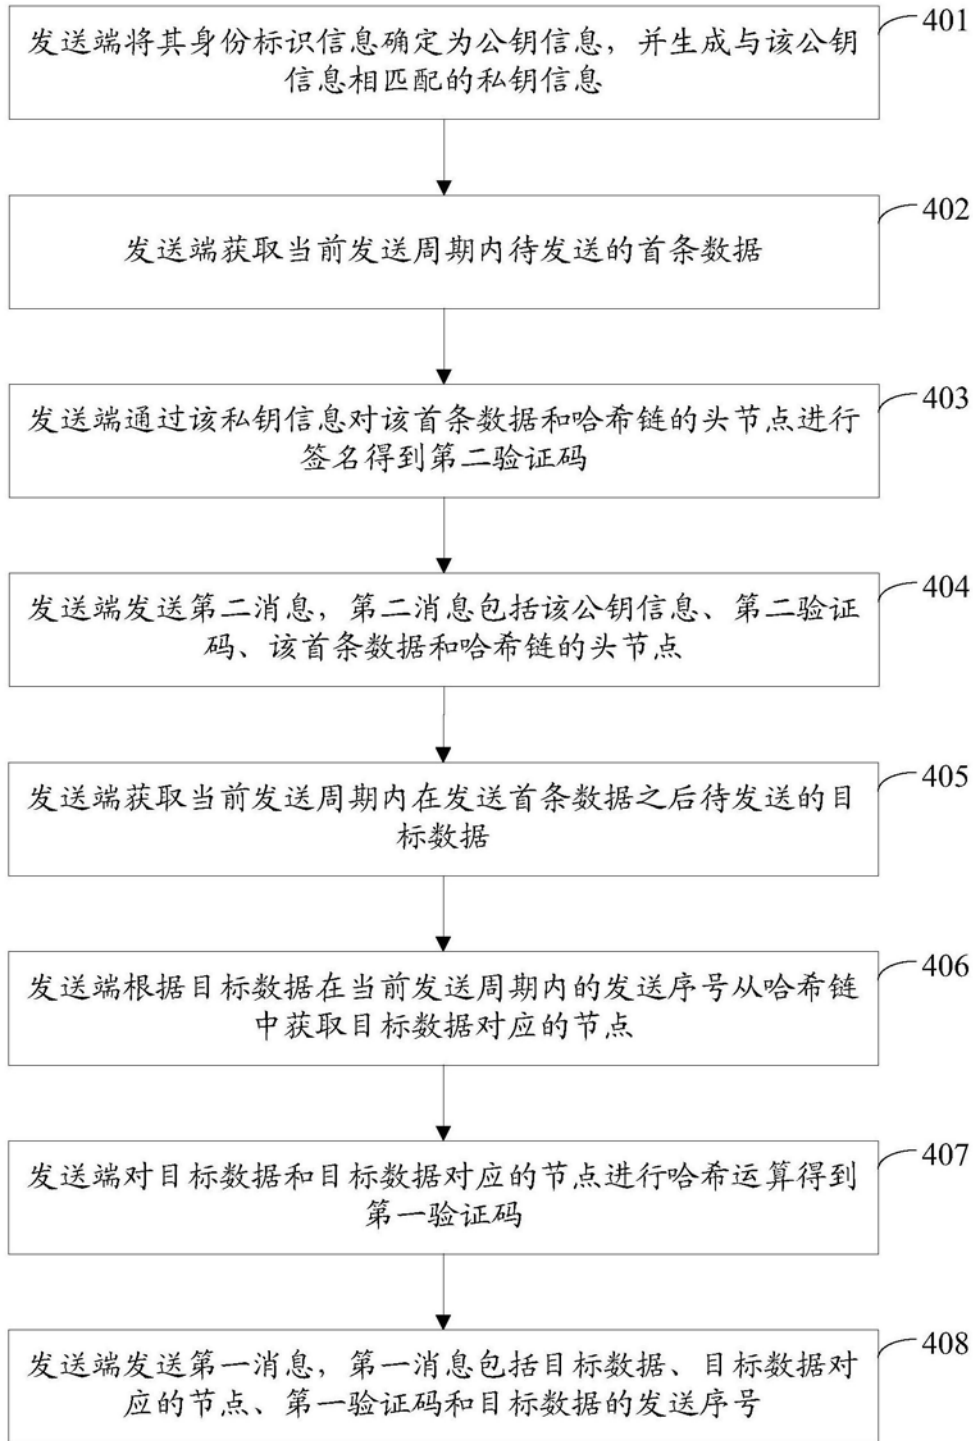 发送端将其身份标识信息确定为公钥信息，并生成与该公钥
信息相匹配的私钥信息
401
发送端获取当前发送周期内待发送的首条数据
402
发送端通过该私钥信息对该首条数据和哈希链的头节点进行
签名得到第二验证码
403
发送端发送第二消息，第二消息包括该公钥信息、第二验证
码、该首条数据和哈希链的头节点
404
发送端获取当前发送周期内在发送首条数据之后待发送的目
标数据
405
发送端根据目标数据在当前发送周期内的发送序号从哈希链
中获取目标数据对应的节点
406
发送端对目标数据和目标数据对应的节点进行哈希运算得到
第一验证码
407
发送端发送第一消息，第一消息包括目标数据、目标数据对
应的节点、第一验证码和目标数据的发送序号
408